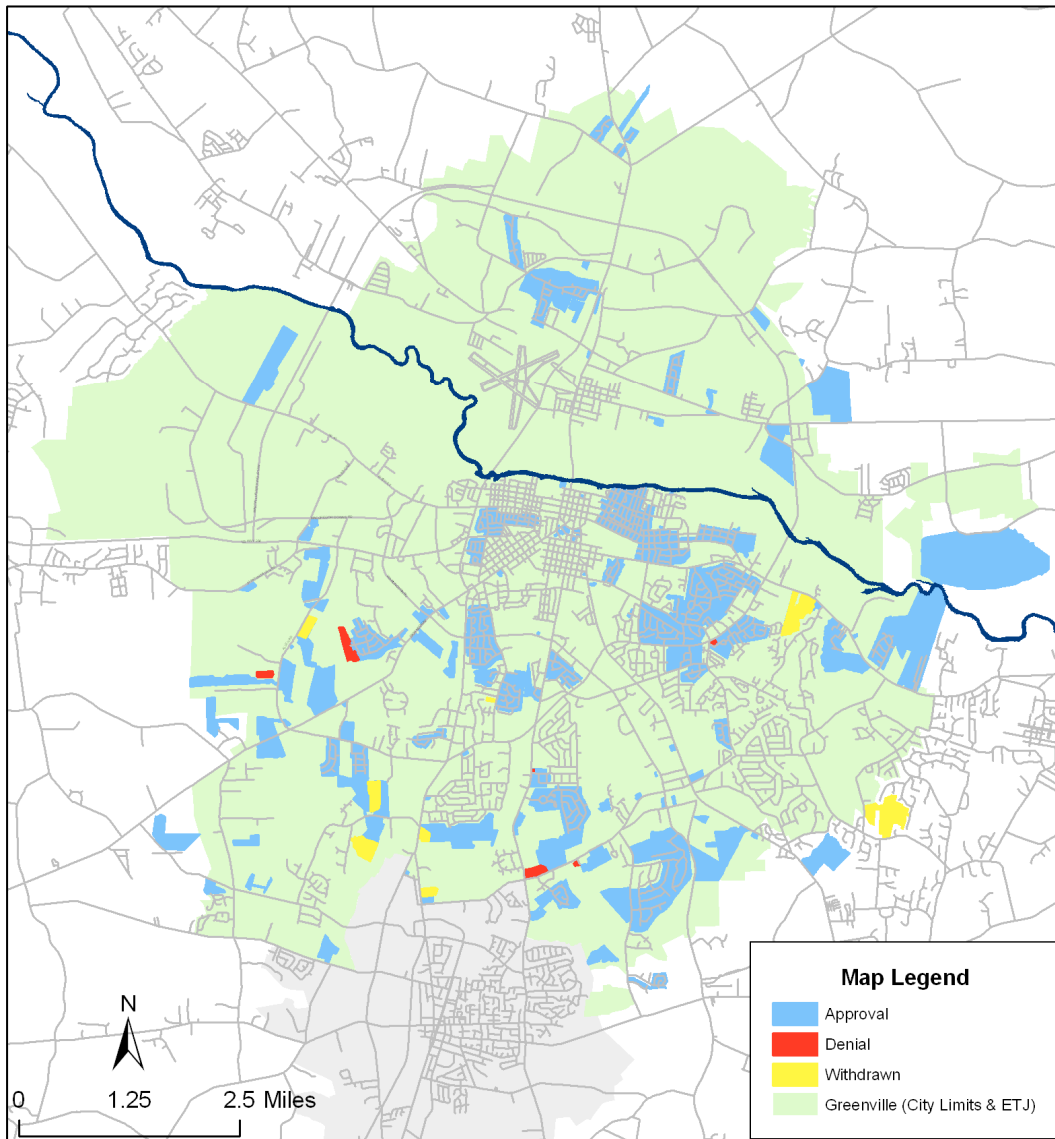 Map Legend
Approval
Denial
Withdrawn
Greenville (City Limits & ETJ)
N
0 1.25 2.5 Miles